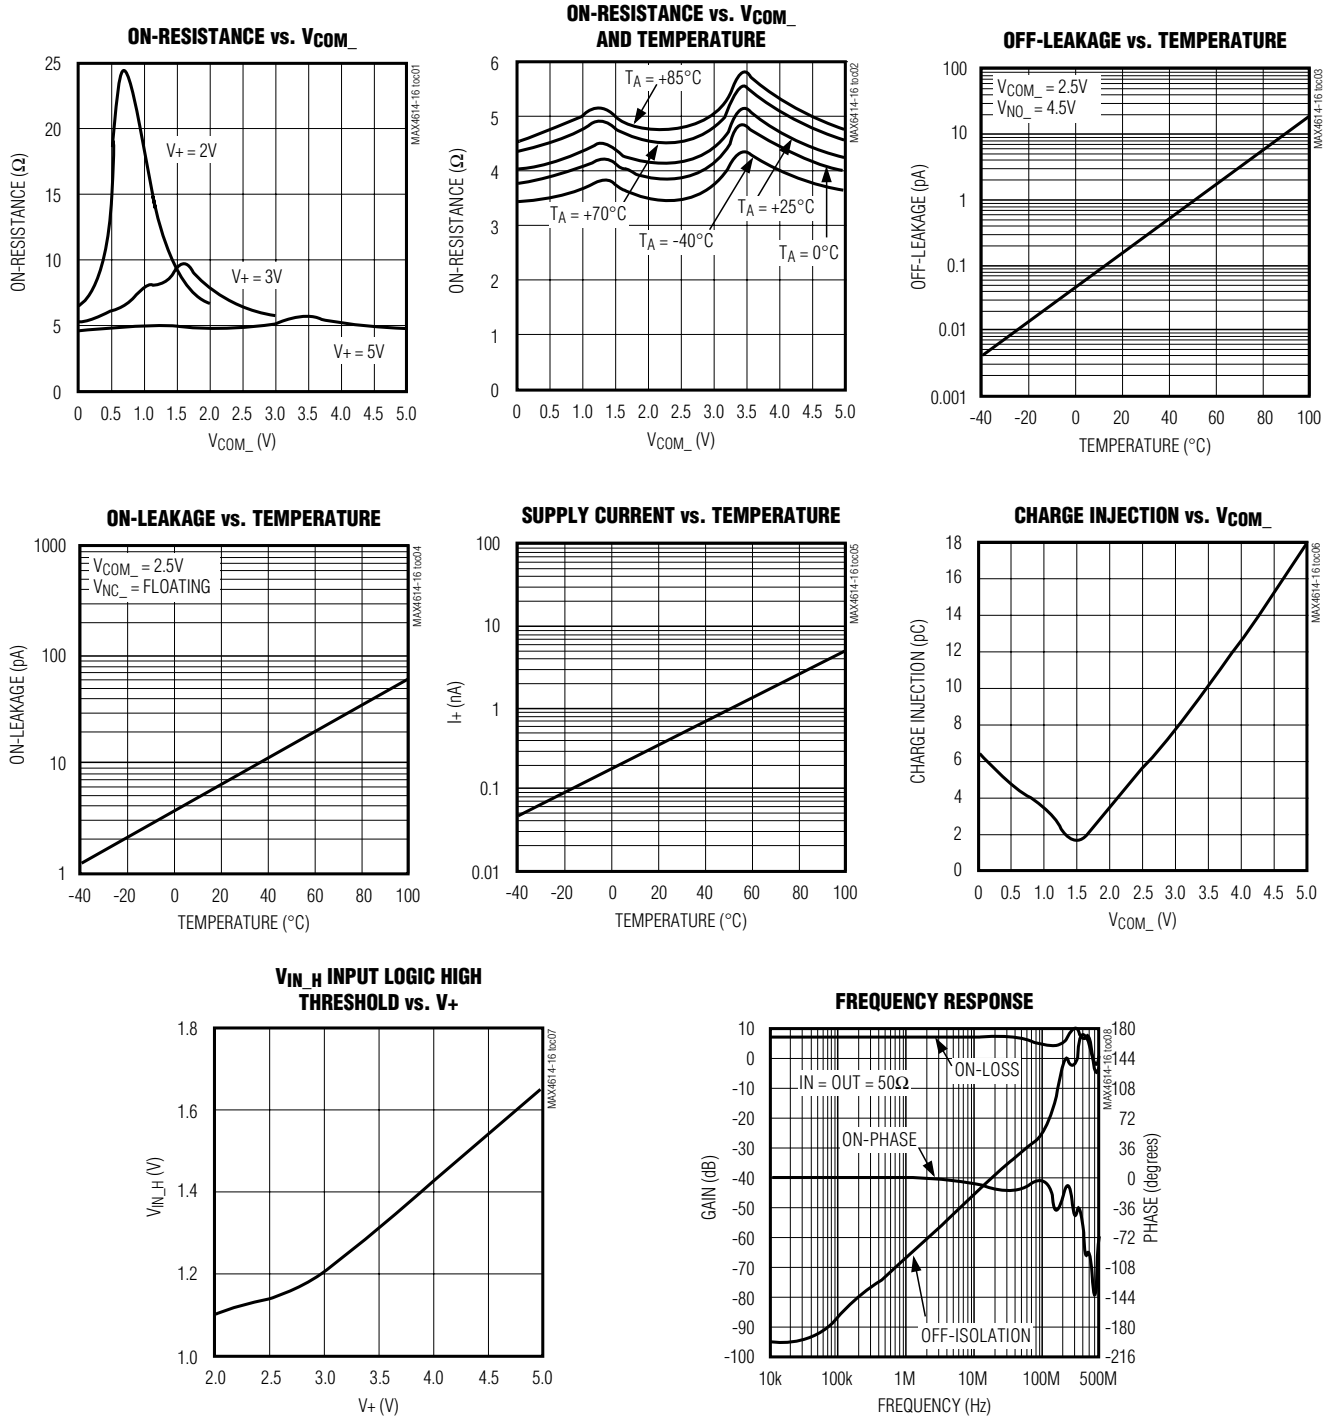 ON-RESISTANCE vs. VCOM_
MAX4614-16 toc01
ON-RESISTANCE (Ω)
25
20
15
10
5
0
V+ = 2V
V+ = 3V
V+ = 5V
0 0.5 1.0 1.5 2.0 2.5 3.0 3.5 4.0 4.5 5.0
VCOM_ (V)
ON-RESISTANCE vs. VCOM_
AND TEMPERATURE
MAX6414-16 toc02
ON-RESISTANCE (Ω)
6
5
4
3
2
1
0
TA = +85°C
TA = +70°C
TA = +25°C
TA = -40°C
TA = 0°C
0 0.5 1.0 1.5 2.0 2.5 3.0 3.5 4.0 4.5 5.0
VCOM_ (V)
OFF-LEAKAGE vs. TEMPERATURE
MAX4614-16 toc03
OFF-LEAKAGE (pA)
100
10
1
0.1
0.01
0.001
VCOM_ = 2.5V
VNO_ = 4.5V
-40 -20 0 20 40 60 80 100
TEMPERATURE (°C)
ON-LEAKAGE vs. TEMPERATURE
MAX4614-16 toc04
ON-LEAKAGE (pA)
1000
100
10
1
VCOM_ = 2.5V
VNC_ = FLOATING
-40 -20 0 20 40 60 80 100
TEMPERATURE (°C)
SUPPLY CURRENT vs. TEMPERATURE
MAX4614-16 toc05
I+ (nA)
100
10
1
0.1
0.01
-40 -20 0 20 40 60 80 100
TEMPERATURE (°C)
CHARGE INJECTION vs. VCOM_
MAX4614-16 toc06
CHARGE INJECTION (pC)
18
16
14
12
10
8
6
4
2
0
0 0.5 1.0 1.5 2.0 2.5 3.0 3.5 4.0 4.5 5.0
VCOM_ (V)
VIN_H INPUT LOGIC HIGH
THRESHOLD vs. V+
MAX4614-16 toc07
VIN_H (V)
1.8
1.6
1.4
1.2
1.0
2.0 2.5 3.0 3.5 4.0 4.5 5.0
V+ (V)
FREQUENCY RESPONSE
MAX4614-16 toc08
GAIN (dB)
10
0
-10
-20
-30
-40
-50
-60
-70
-80
-90
-100
ON-LOSS
IN = OUT = 50Ω
ON-PHASE
OFF-ISOLATION
180
144
108
72
36
0
-36
-72
-108
-144
-180
-216
PHASE (degrees)
10k 100k 1M 10M 100M 500M
FREQUENCY (Hz)